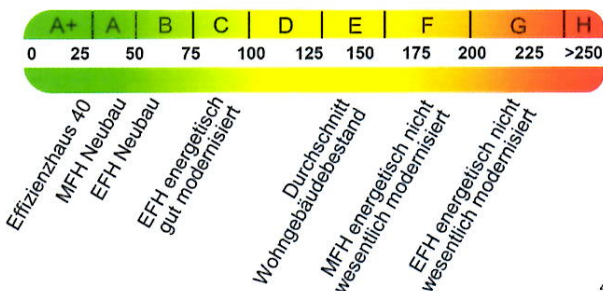 A+ A B C D E F G H
0 25 50 75 100 125 150 175 200 225 >250
Effizienzhaus 40
MFH Neubau
EFH Neubau
EFH energetisch
gut modernisiert
Durchschnitt
Wohngebäudebestand
MFH energetisch nicht
wesentlich modernisiert
EFH energetisch nicht
wesentlich modernisiert